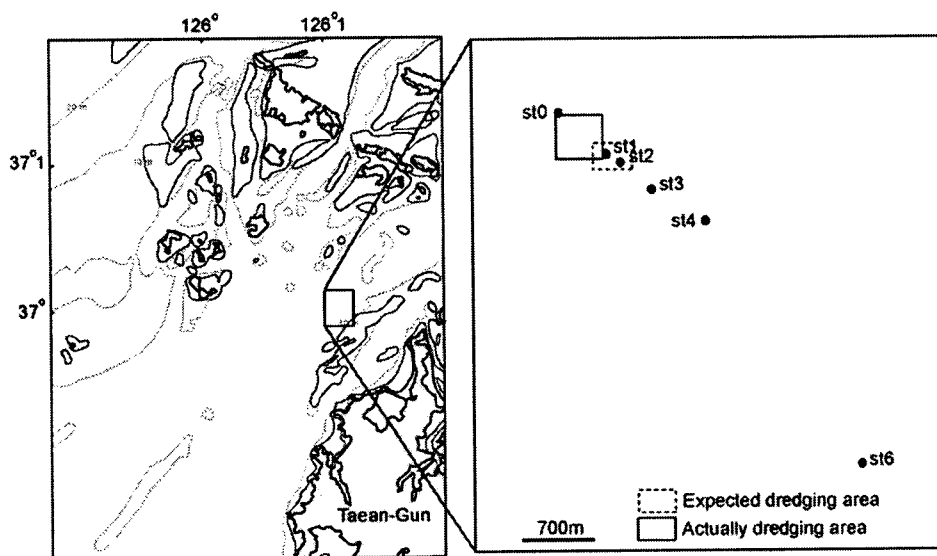 126° 126°1
37°1
37°
Taean-Gun
st0
st1
st2
st3
st4
st6
700m
Expected dredging area
Actually dredging area